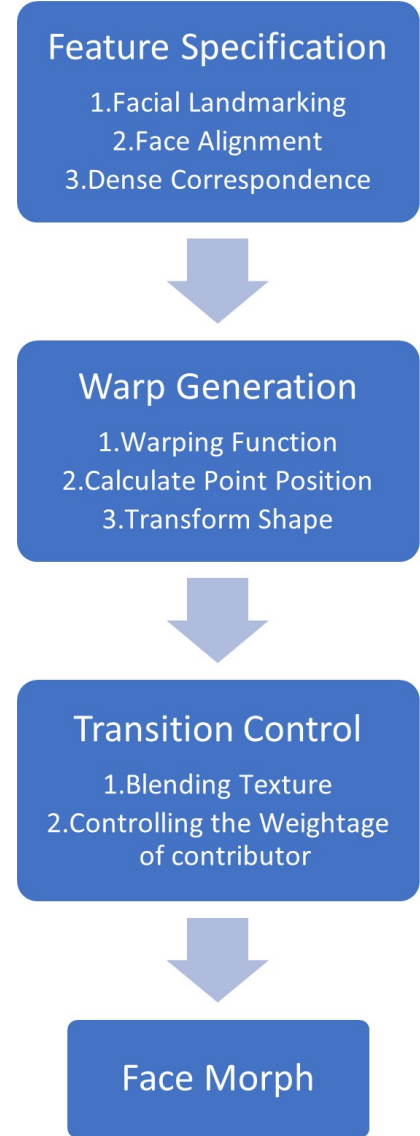 Feature Specification
1.Facial Landmarking
2.Face Alignment
3.Dense Correspondence
Warp Generation
1.Warping Function
2.Calculate Point Position
3.Transform Shape
Transition Control
1.Blending Texture
2.Controlling the Weightage
of contributor
Face Morph